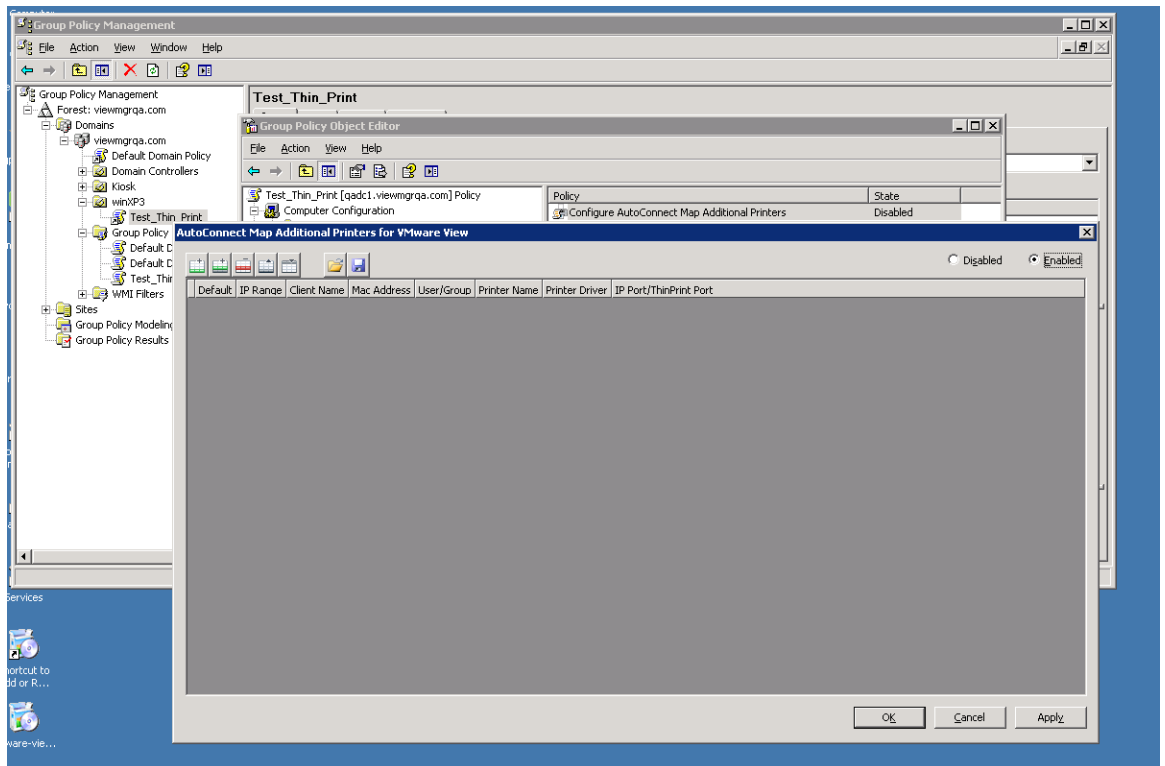 Group Policy Management
File Action View Window Help
Group Policy Management
Forest: viewmgrqa.com
Domains
viewmgrqa.com
Default Domain Policy
Domain Controllers
Kiosk
winXP3
Test_Thin_Print
Group Policy
Default D
Default D
Test_Thin
WMI Filters
Sites
Group Policy Modeling
Group Policy Results
Test_Thin_Print
Group Policy Object Editor
File Action View Help
Test_Thin_Print [qadc1.viewmgrqa.com] Policy
Computer Configuration
Policy State
Configure AutoConnect Map Additional Printers Disabled
AutoConnect Map Additional Printers for VMware View
Disabled Enabled
Default IP Range Client Name Mac Address User/Group Printer Name Printer Driver IP Port/ThinPrint Port
OK Cancel Apply
Services
hortcut to
dd or R...
ware-vie...